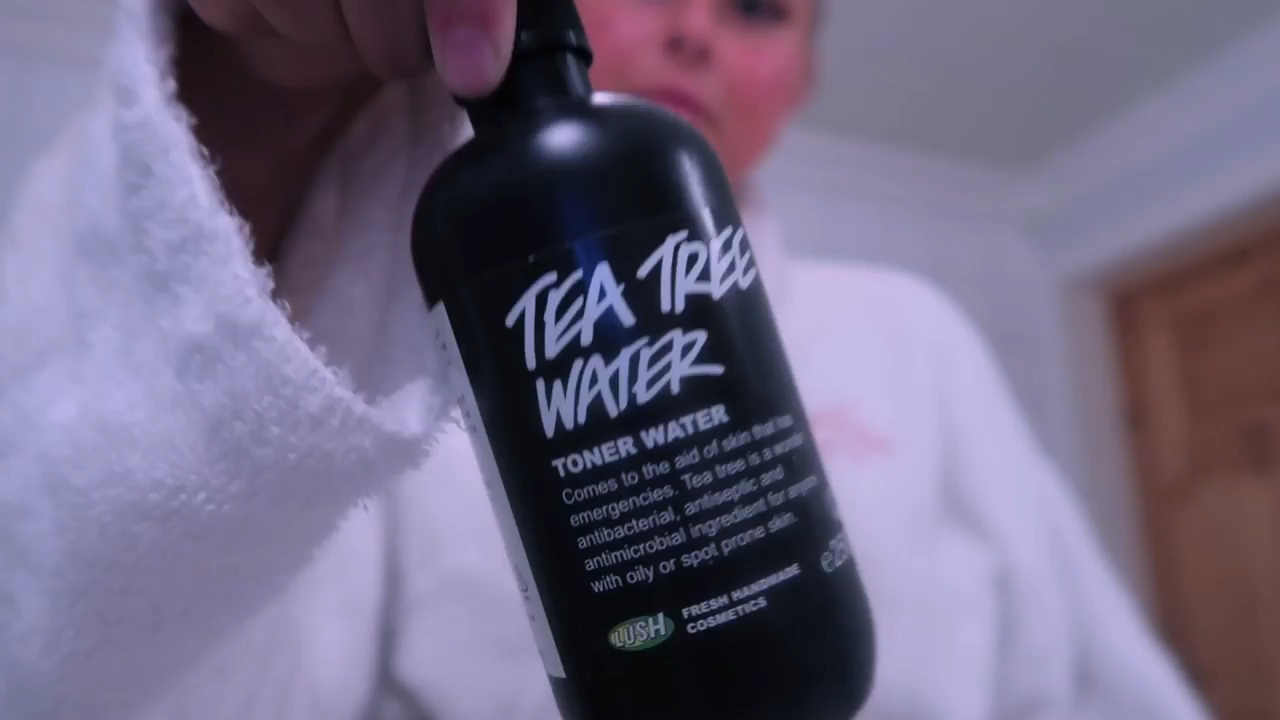 TEA TREE
WATER
TONER WATER
Comes to the aid of skin that has
emergencies. Tea tree is a wonder
antibacterial, antiseptic and
antimicrobial ingredient for anyone
with oily or spot prone skin.
LUSH
FRESH HANDMADE
COSMETICS